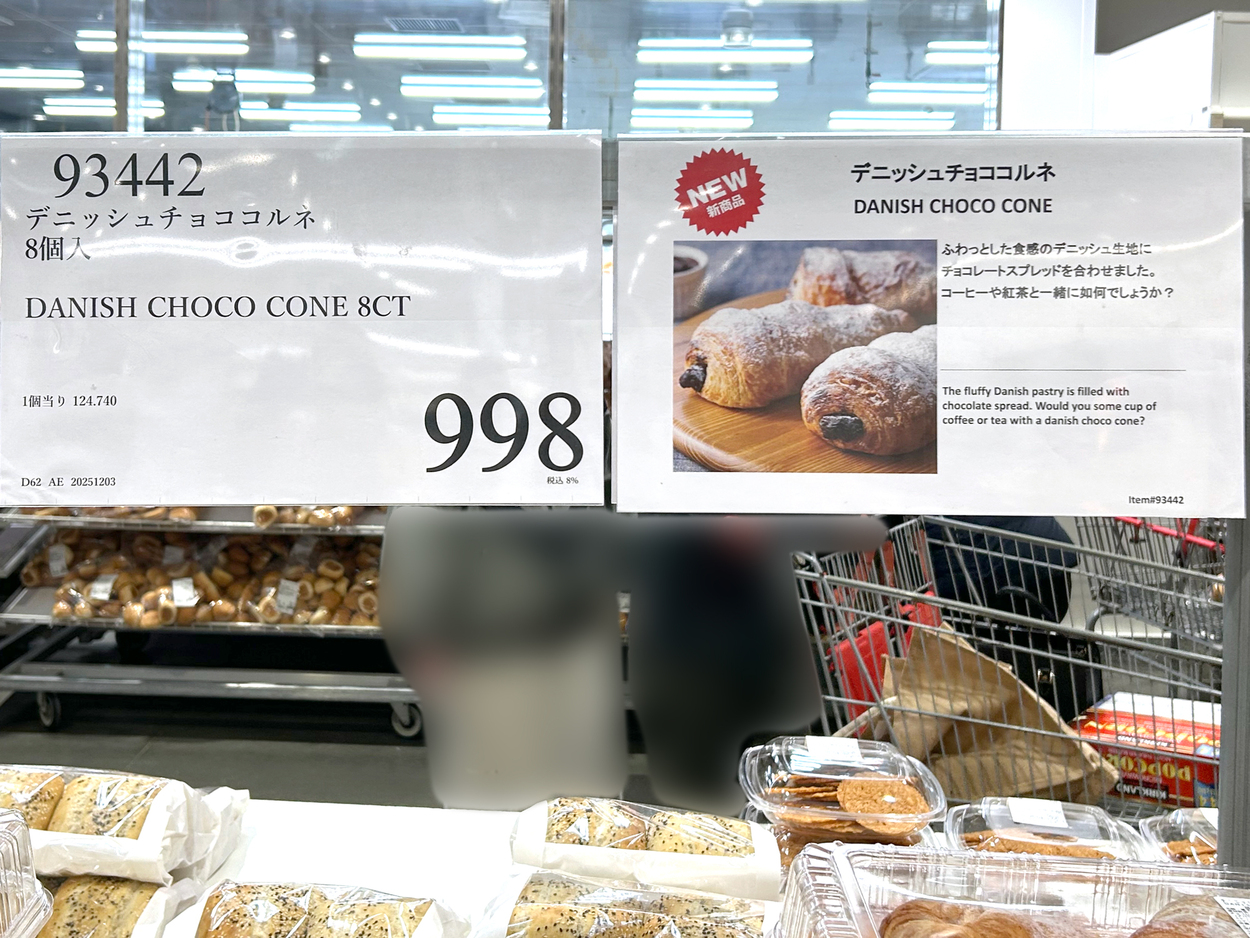 93442
デニッシュチョココルネ
8個入
DANISH CHOCO CONE 8CT
1個当り 124.740
998
税込 8%
D62 AE 20251203
NEW
新商品
デニッシュチョココルネ
DANISH CHOCO CONE
ふわっとした食感のデニッシュ生地に
チョコレートスプレッドを合わせました。
コーヒーや紅茶と一緒に如何でしょうか？
The fluffy Danish pastry is filled with
chocolate spread. Would you some cup of
coffee or tea with a danish choco cone?
Item#93442
POPCORN
KIRKLAND